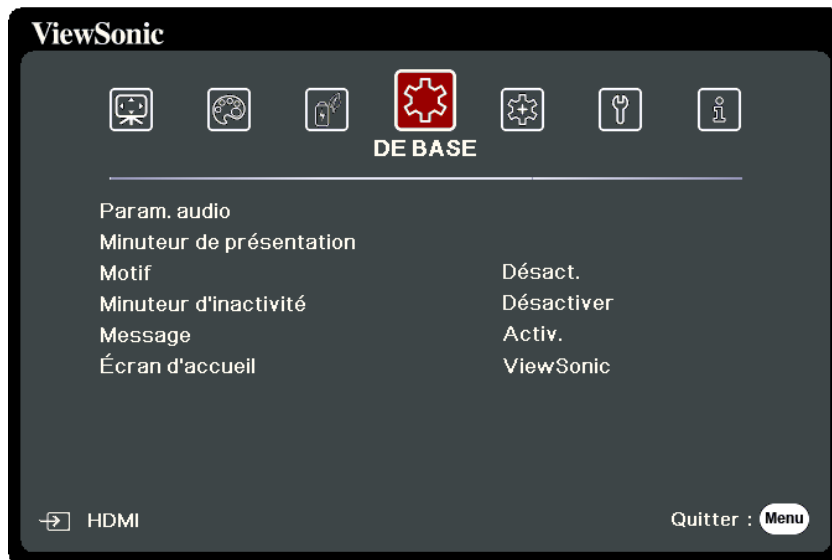 ViewSonic
DE BASE
Param. audio
Minuteur de présentation
Motif Désact.
Minuteur d'inactivité Désactiver
Message Activ.
Écran d'accueil ViewSonic
HDMI Quitter : Menu